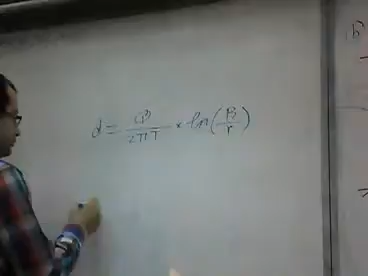 d = Q / 2πT * ln(R/r)